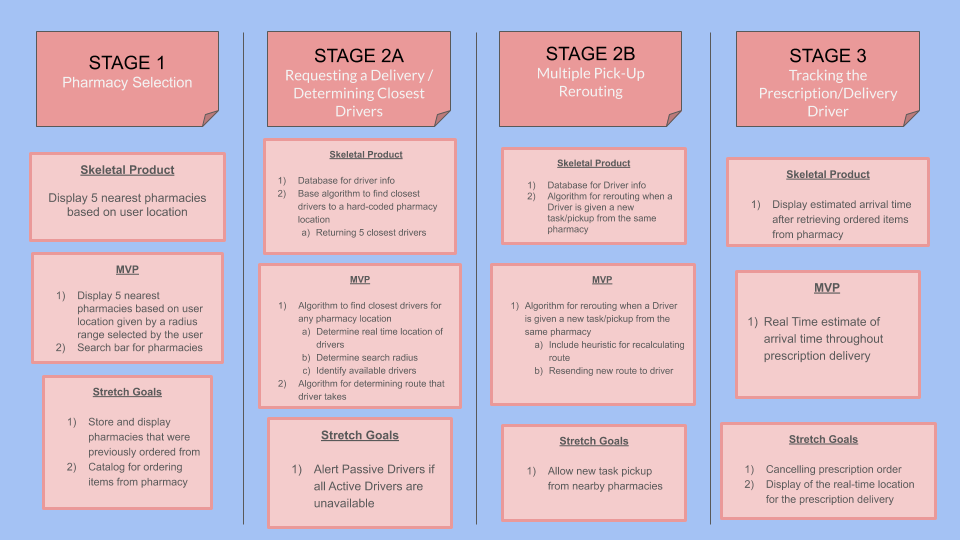 STAGE 1
Pharmacy Selection
Skeletal Product
Display 5 nearest pharmacies
based on user location
MVP
1) Display 5 nearest
pharmacies based on user
location given by a radius
range selected by the user
2) Search bar for pharmacies
Stretch Goals
1) Store and display
pharmacies that were
previously ordered from
2) Catalog for ordering
items from pharmacy
STAGE 2A
Requesting a Delivery /
Determining Closest
Drivers
Skeletal Product
1) Database for driver info
2) Base algorithm to find closest
drivers to a hard-coded pharmacy
location
a) Returning 5 closest drivers
MVP
1) Algorithm to find closest drivers for
any pharmacy location
a) Determine real time location of
drivers
b) Determine search radius
c) Identify available drivers
2) Algorithm for determining route that
driver takes
Stretch Goals
1) Alert Passive Drivers if
all Active Drivers are
unavailable
STAGE 2B
Multiple Pick-Up
Rerouting
Skeletal Product
1) Database for Driver info
2) Algorithm for rerouting when a
Driver is given a new
task/pickup from the same
pharmacy
MVP
1) Algorithm for rerouting when a Driver
is given a new task/pickup from the
same pharmacy
a) Include heuristic for recalculating
route
b) Resending new route to driver
Stretch Goals
1) Allow new task pickup
from nearby pharmacies
STAGE 3
Tracking the
Prescription/Delivery
Driver
Skeletal Product
1) Display estimated arrival time
after retrieving ordered items
from pharmacy
MVP
1) Real Time estimate of
arrival time throughout
prescription delivery
Stretch Goals
1) Cancelling prescription order
2) Display of the real-time location
for the prescription delivery